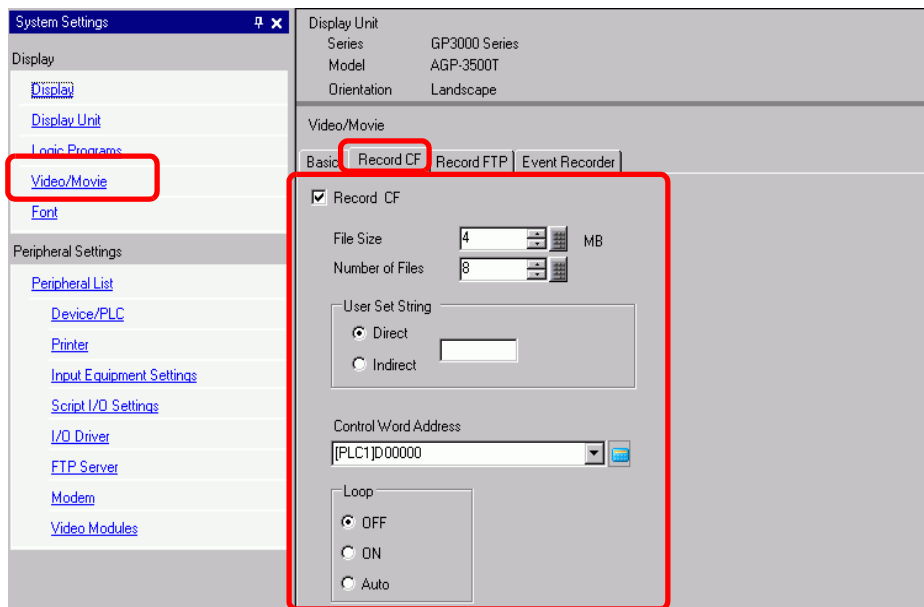 System Settings
Display
Display
Display Unit
Logic Programs
Video/Movie
Font
Peripheral Settings
Peripheral List
Device/PLC
Printer
Input Equipment Settings
Script I/O Settings
I/O Driver
FTP Server
Modem
Video Modules
Display Unit
Series GP3000 Series
Model AGP-3500T
Orientation Landscape
Video/Movie
Basic Record CF Record FTP Event Recorder
Record CF
File Size 4 MB
Number of Files 8
User Set String
Direct
Indirect
Control Word Address
[PLC1]D00000
Loop
OFF
ON
Auto